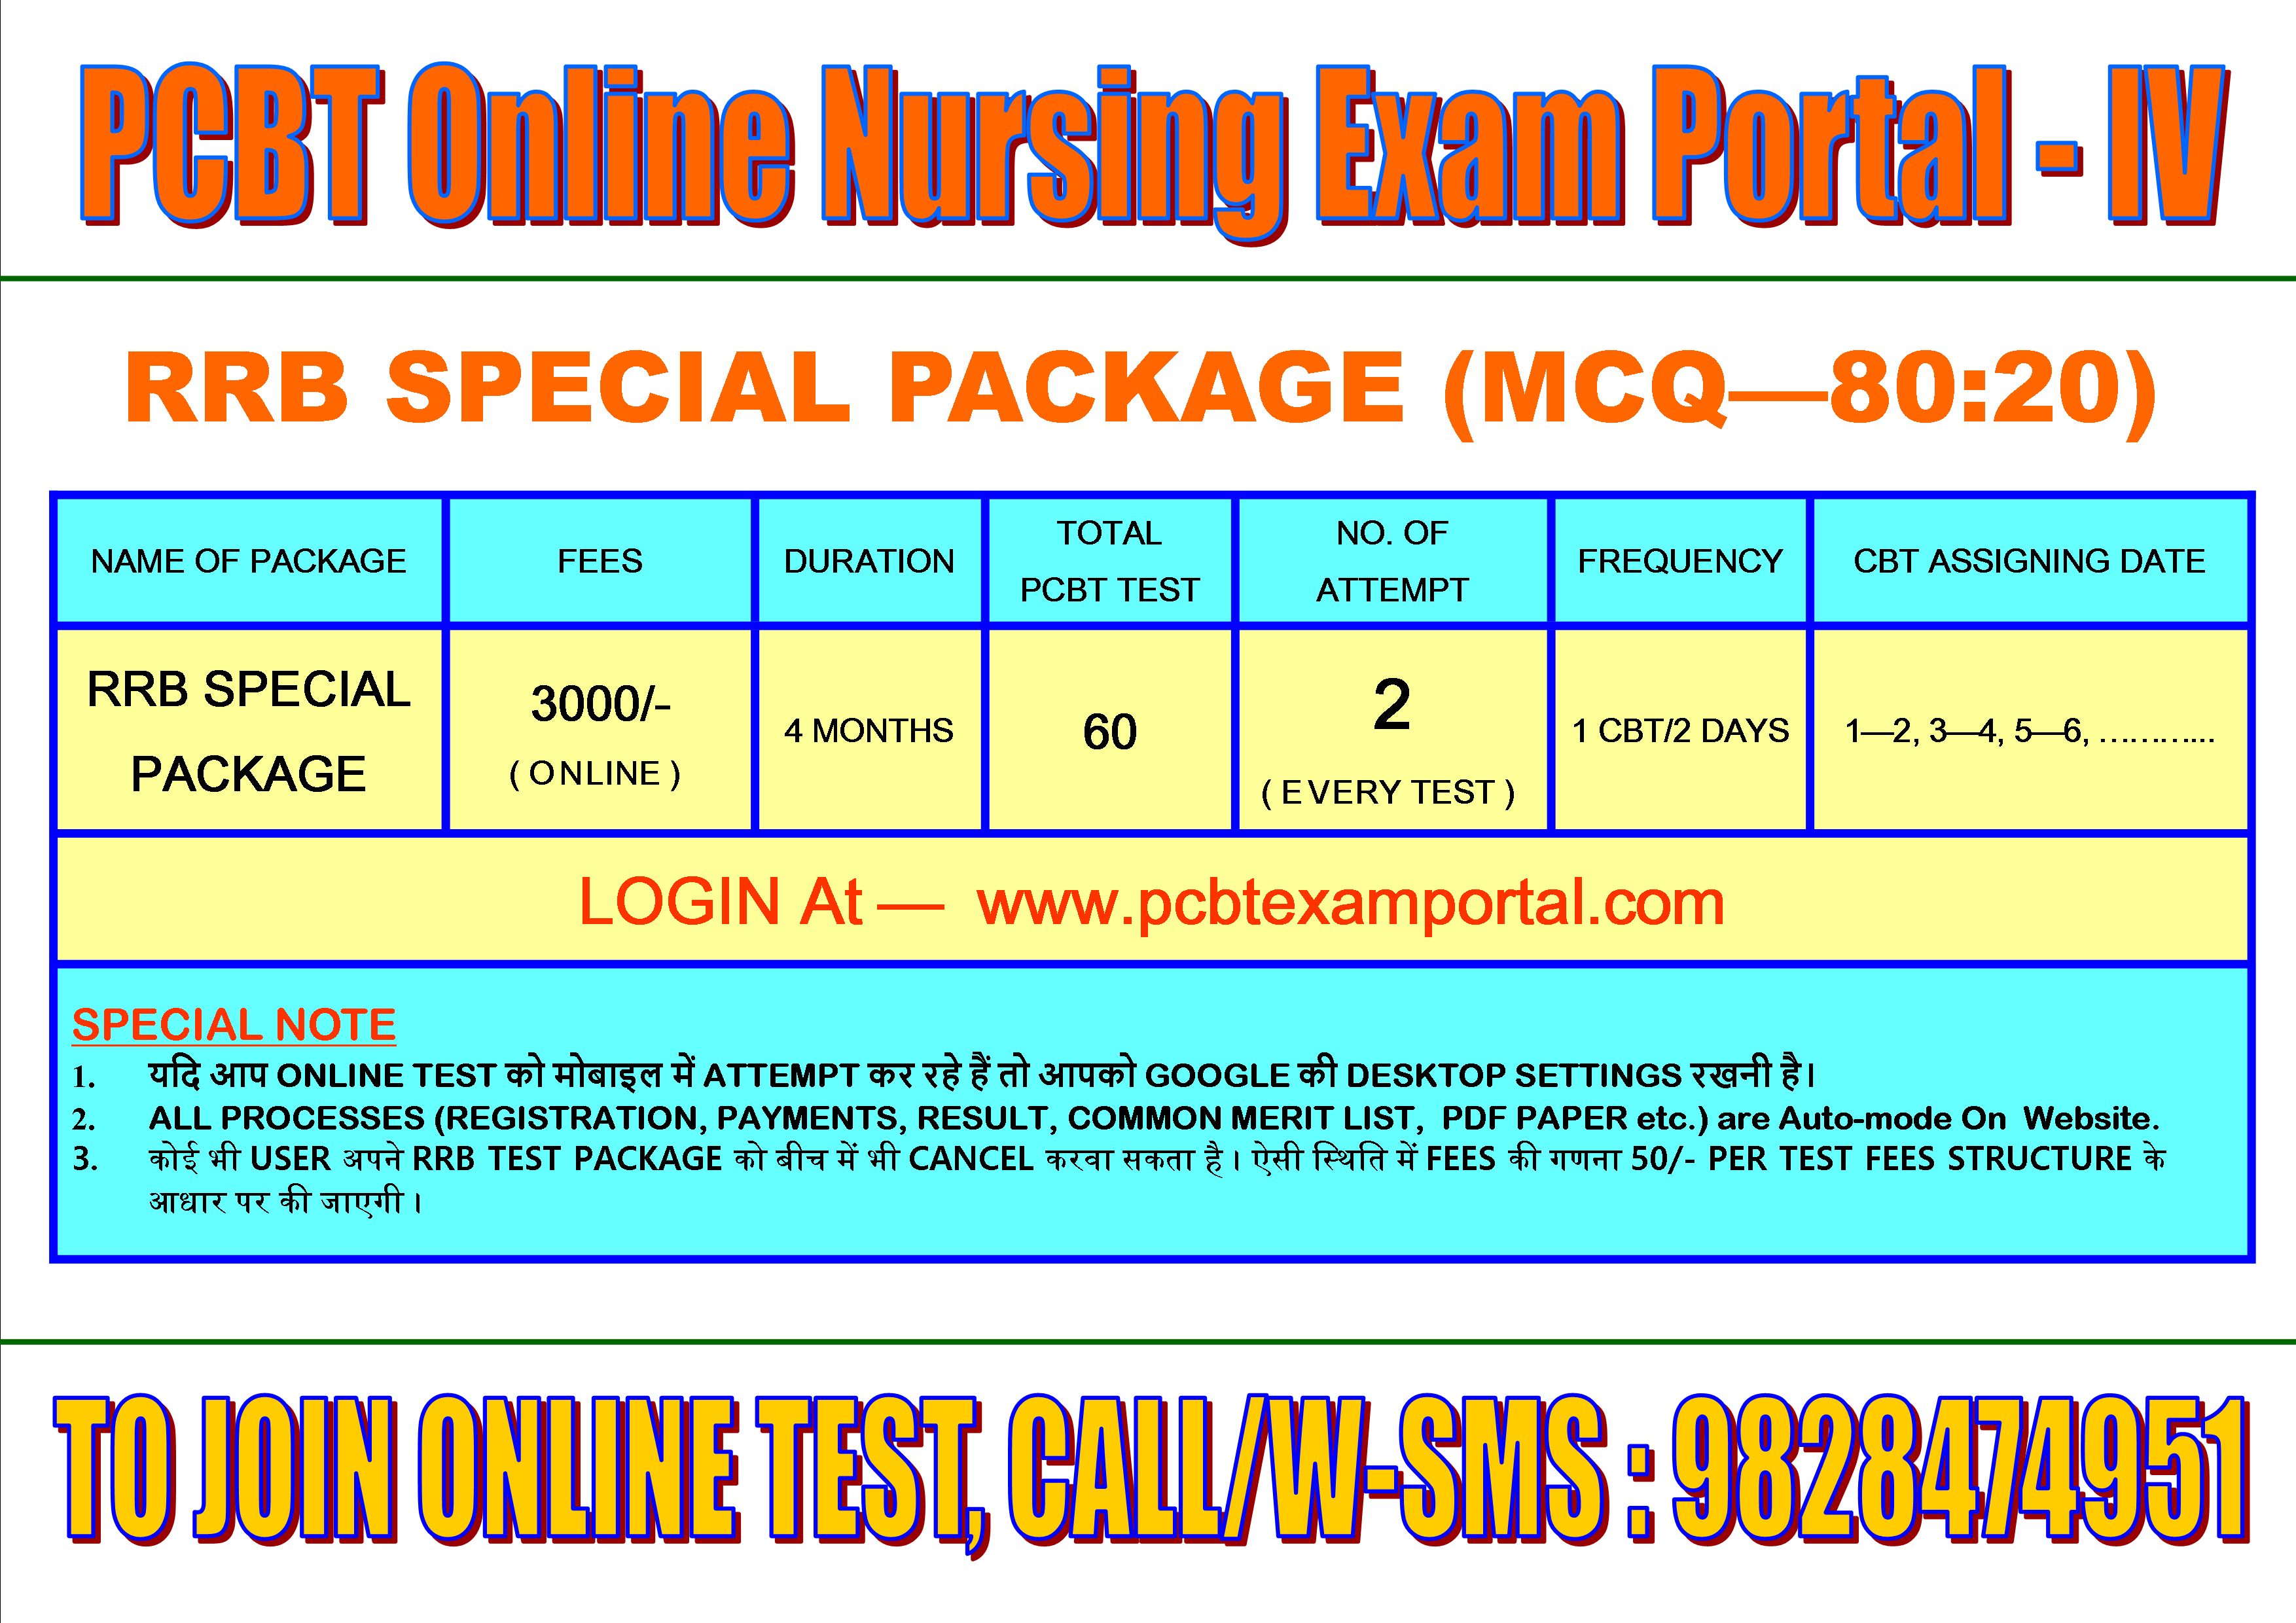 PCBT Online Nursing Exam Portal - IV
RRB SPECIAL PACKAGE (MCQ—80:20)
NAME OF PACKAGE
FEES
DURATION
TOTAL
PCBT TEST
NO. OF
ATTEMPT
FREQUENCY
CBT ASSIGNING DATE
RRB SPECIAL
PACKAGE
3000/-
( ONLINE )
4 MONTHS
60
2
( EVERY TEST )
1 CBT/2 DAYS
1—2, 3—4, 5—6, ………...
LOGIN At — www.pcbtexamportal.com
SPECIAL NOTE
1. यदि आप ONLINE TEST को मोबाइल में ATTEMPT कर रहे हैं तो आपको GOOGLE की DESKTOP SETTINGS रखनी है।
2. ALL PROCESSES (REGISTRATION, PAYMENTS, RESULT, COMMON MERIT LIST, PDF PAPER etc.) are Auto-mode On Website.
3. कोई भी USER अपने RRB TEST PACKAGE को बीच में भी CANCEL करवा सकता है। ऐसी स्थिति में FEES की गणना 50/- PER TEST FEES STRUCTURE के
आधार पर की जाएगी।
TO JOIN ONLINE TEST, CALL/W-SMS : 9828474951